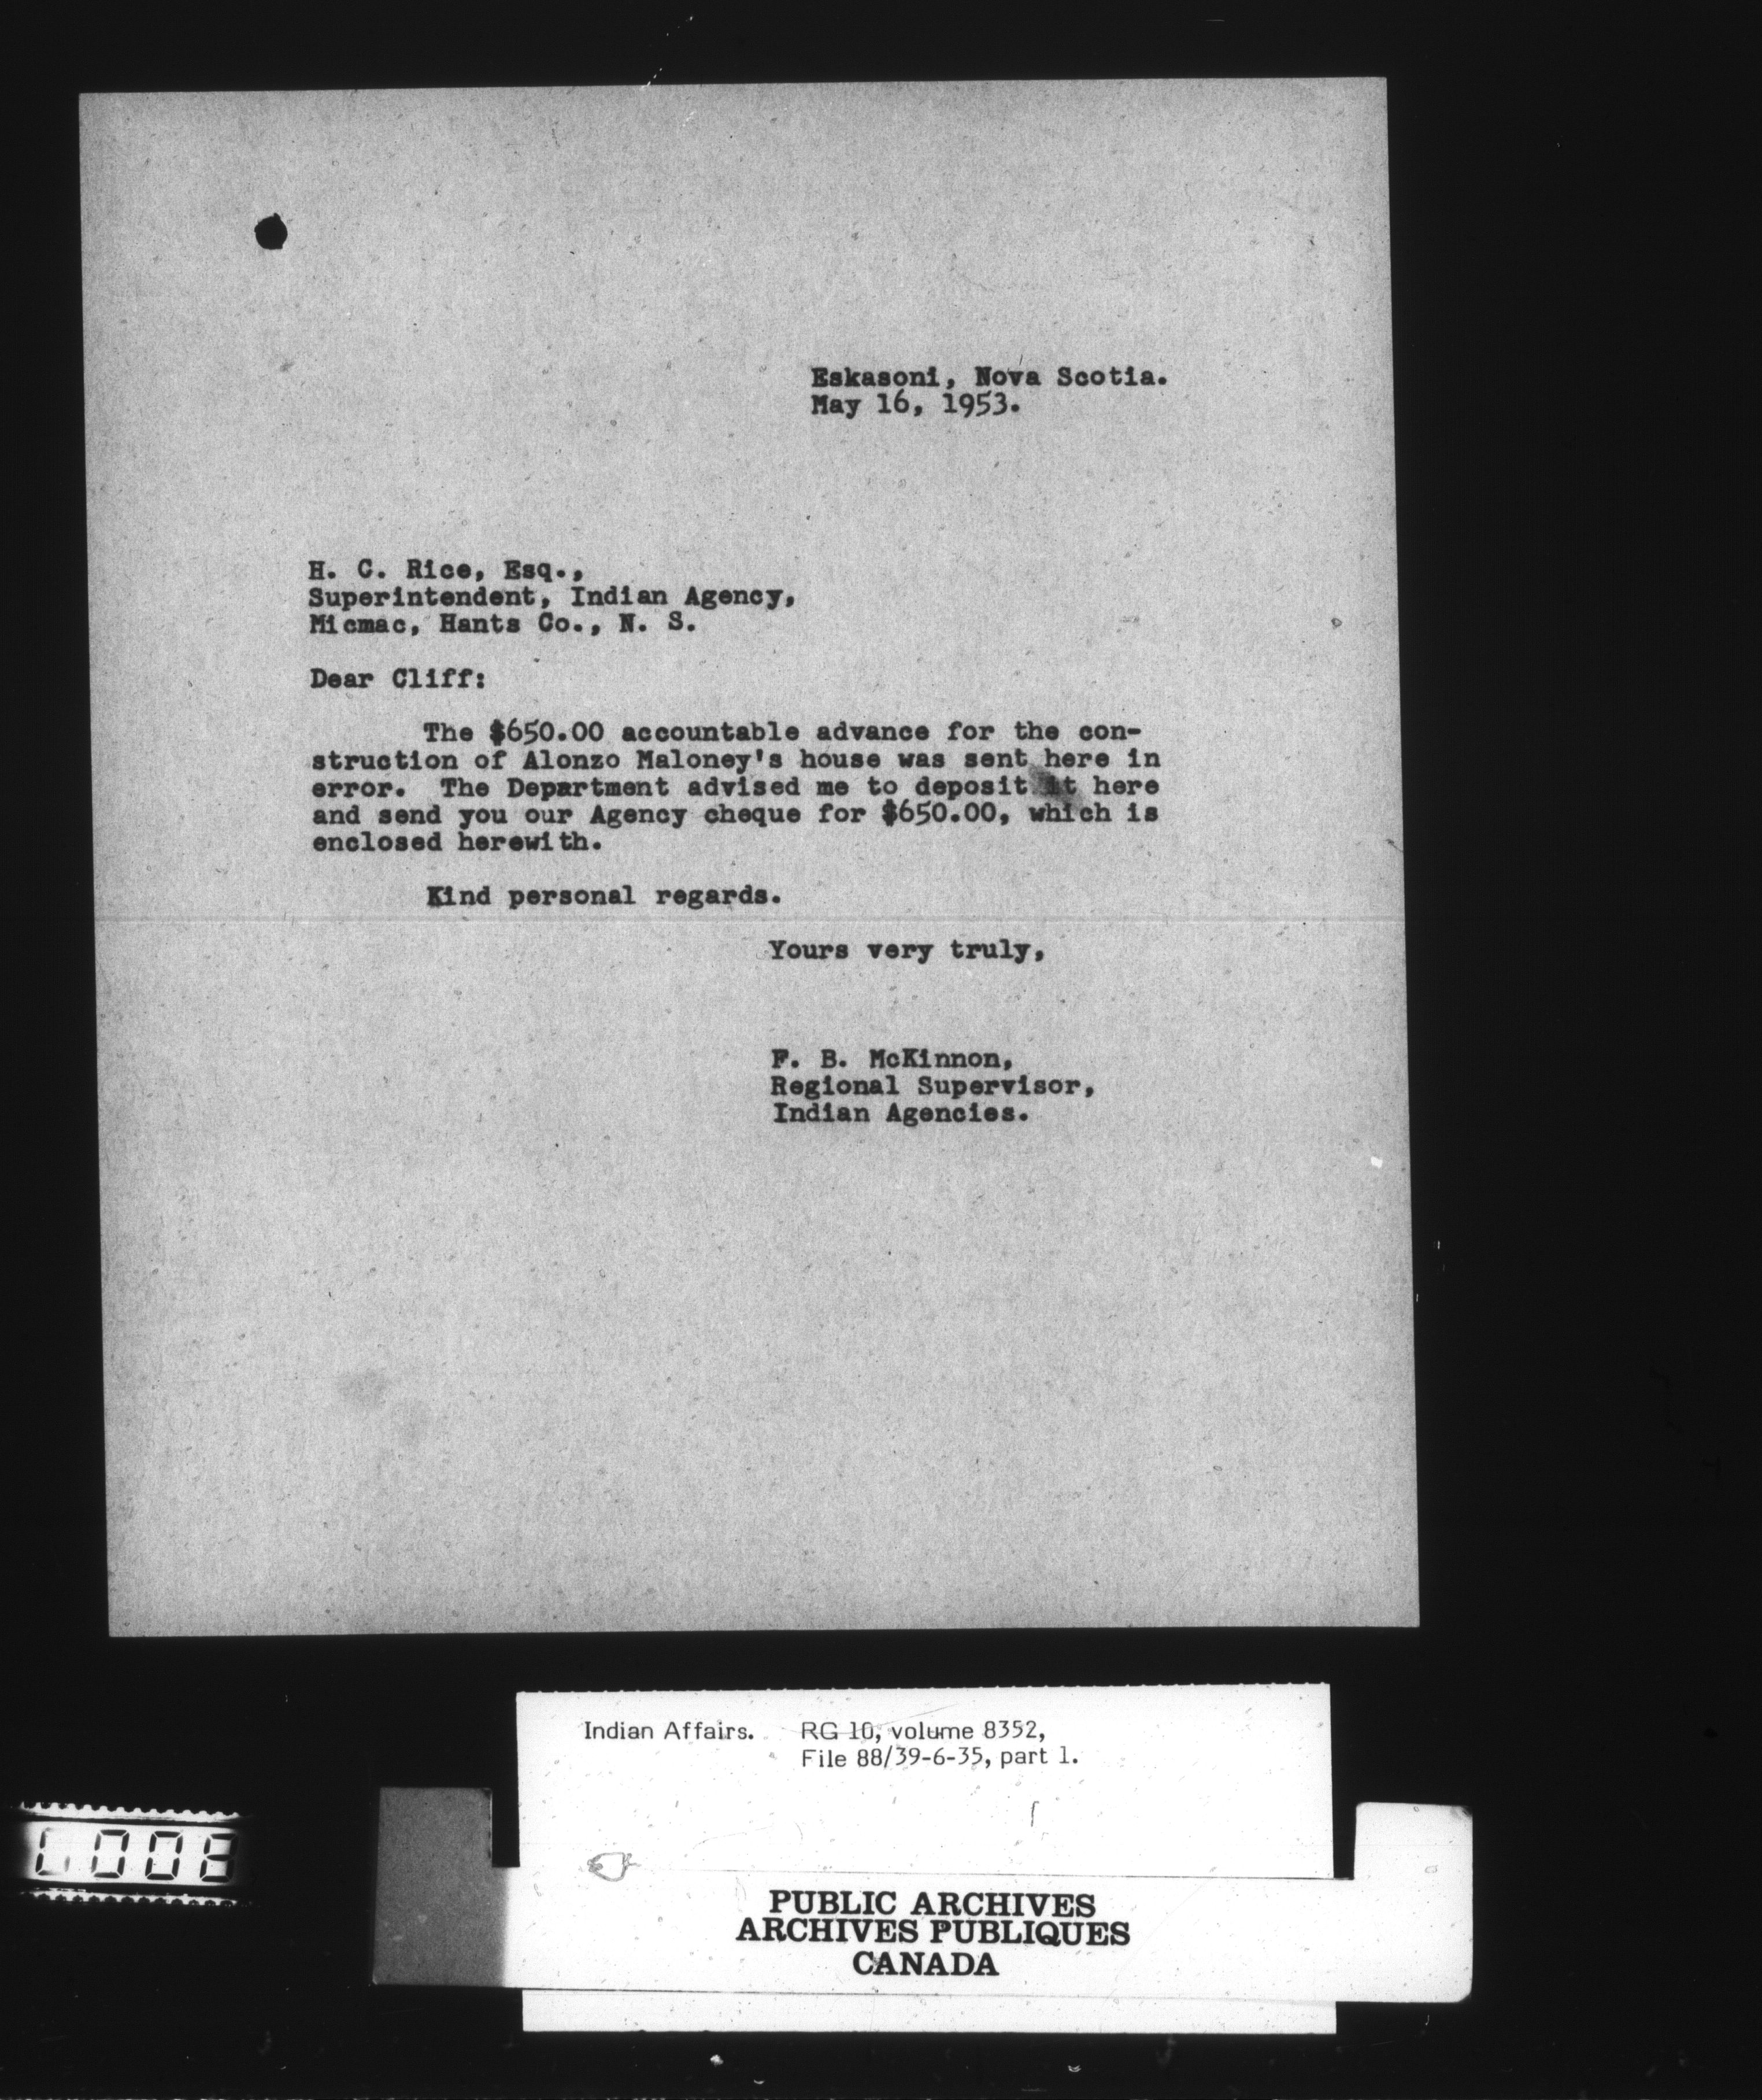 Eskasoni, Nova Scotia.
May 16, 1953.
H. C. Rice, Esq.,
Superintendent, Indian Agency,
Micmac, Hants Co., N. S.
Dear Cliff:
The $650.00 accountable advance for the con-
struction of Alonzo Maloney's house was sent here in
error. The Department advised me to deposit it here
and send you our Agency cheque for $650.00, which is
enclosed herewith.
Kind personal regards.
Yours very truly,
F. B. McKinnon,
Regional Supervisor,
Indian Agencies.
Indian Affairs. RG 10, volume 8352,
File 88/39-6-35, part 1.
PUBLIC ARCHIVES
ARCHIVES PUBLIQUES
CANADA